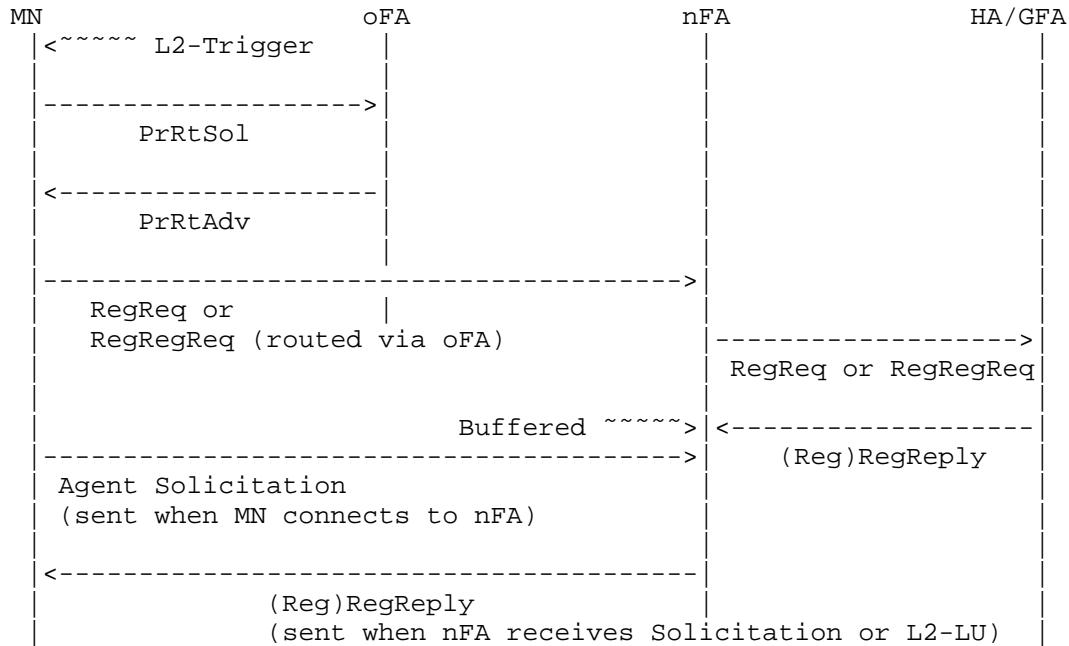 MN oFA nFA HA/GFA
|<~~~~~ L2-Trigger | | |
|-------------------->| | |
| PrRtSol | | |
|<--------------------| | |
| PrRtAdv | | |
|---------------------------------------->| |
| RegReq or | | |
| RegRegReq (routed via oFA) |------------------->|
| | RegReq or RegRegReq|
| Buffered ~~~~~>|<-------------------|
|---------------------------------------->| (Reg)RegReply |
| Agent Solicitation | |
| (sent when MN connects to nFA) | |
|<----------------------------------------| |
| (Reg)RegReply | |
| (sent when nFA receives Solicitation or L2-LU) |